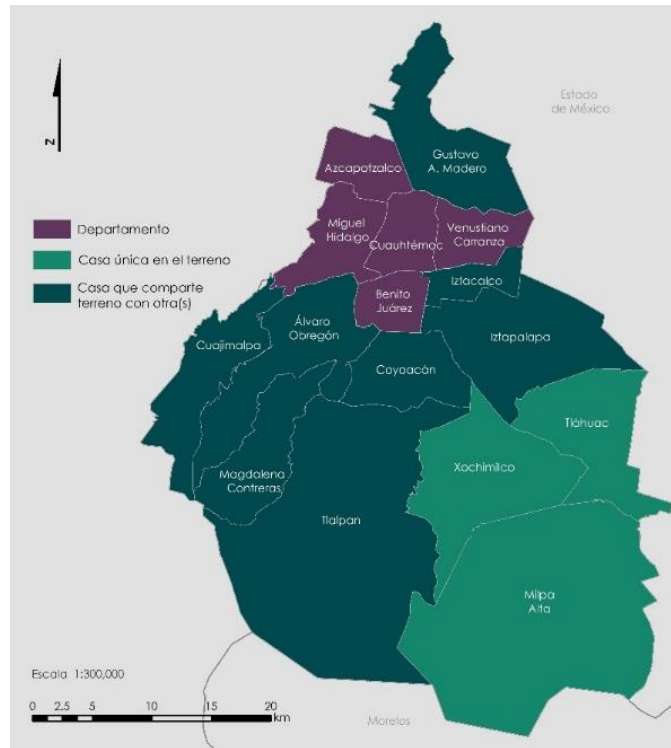 Estado
de México
Gustavo
A. Madero
Azcapotzalco
Miguel
Hidalgo
Venustiano
Carranza
Cuauhtémoc
Departamento
Casa única en el terreno
Casa que comparte
terreno con otra(s)
Iztacalco
Benito
Juárez
Álvaro
Obregón
Cuajimalpa
Iztapalapa
Coyoacán
Tláhuac
Xochimilco
Magdalena
Contreras
Tlalpan
Milpa
Alta
Escala 1:300,000
0 2.5 5 10 15 20
km
Morelos
N